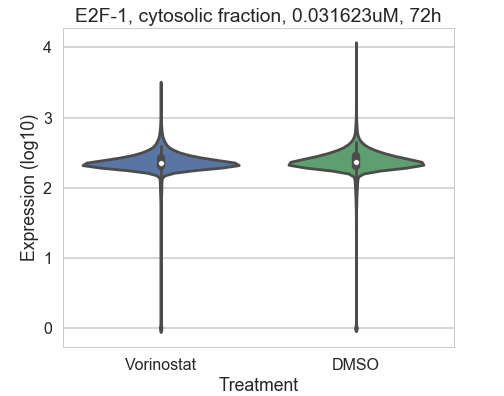 E2F-1, cytosolic fraction, 0.031623uM, 72h
Expression (log10)
4
3
2
1
0
Vorinostat DMSO
Treatment